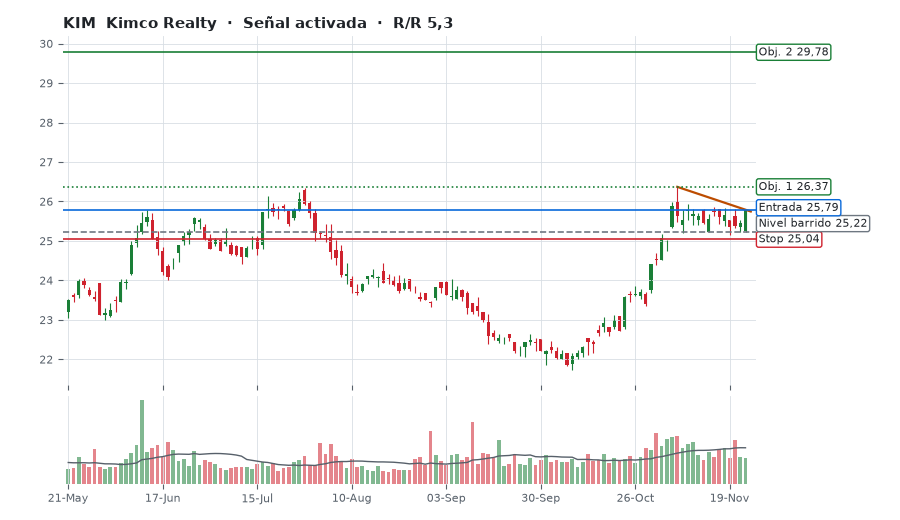 KIM Kimco Realty · Señal activada · R/R 5,3
30
29
28
27
26
25
24
23
22
Obj. 2 29,78
Obj. 1 26,37
Entrada 25,79
Nivel barrido 25,22
Stop 25,04
21-May
17-Jun
15-Jul
10-Aug
03-Sep
30-Sep
26-Oct
19-Nov